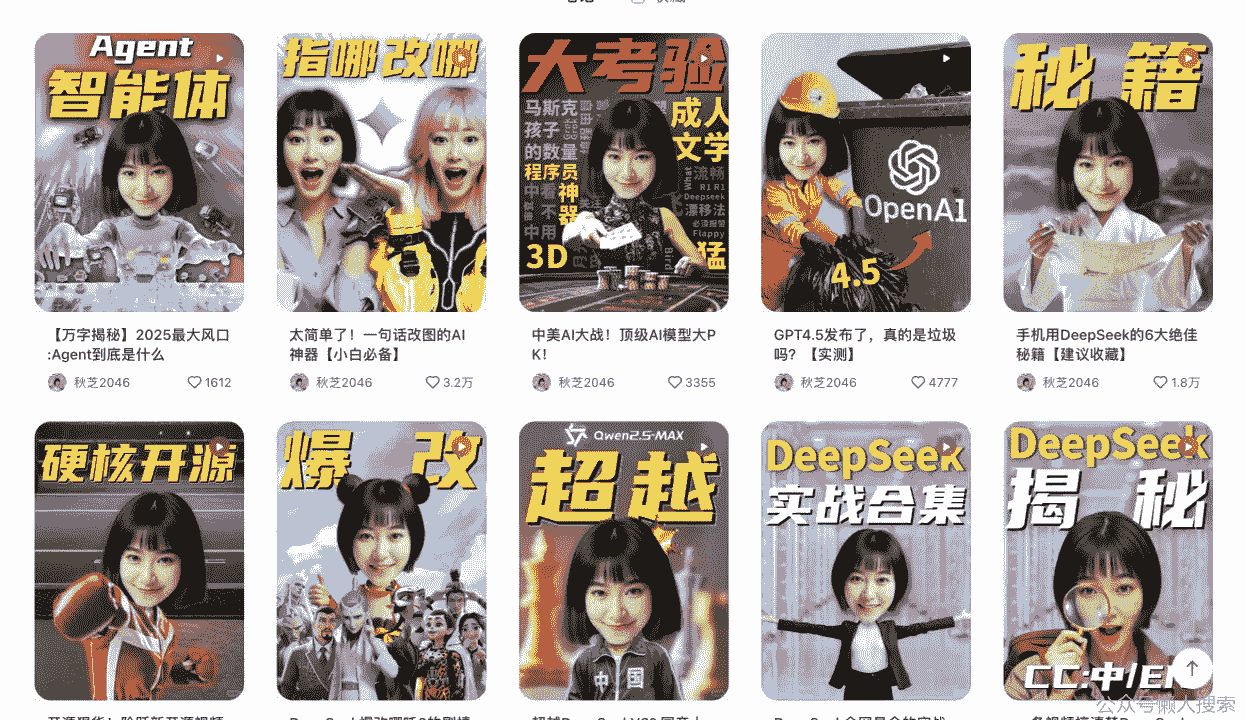 收藏
Agent
智能体
指哪改哪
大考验
马斯克
孩子
的数量
程序员
中看
不
中用
神
器
3D
成人
文学
What
流畅
R1 R1
Deepseek
漂移法
必须报警
Flappy
Bird
猛
OpenAI
4.5
秘籍
【万字揭秘】2025最大风口
:Agent到底是什么
秋芝2046
1612
太简单了！一句话改图的AI
神器【小白必备】
秋芝2046
3.2万
中美AI大战！顶级AI模型大P
K！
秋芝2046
3355
GPT4.5发布了，真的是垃圾
吗？【实测】
秋芝2046
4777
手机用DeepSeek的6大绝佳
秘籍【建议收藏】
秋芝2046
1.8万
硬核开源
爆改
Qwen2.5-MAX
超越
中国
DeepSeek
实战合集
DeepSeek
揭秘
CC:中/EN
公众号懒人搜索